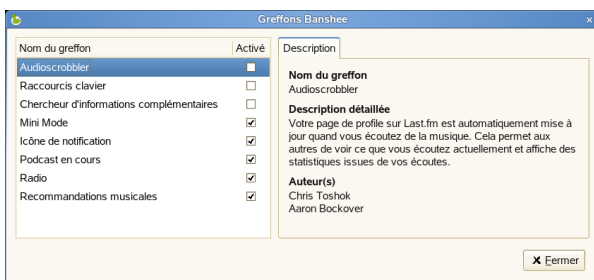 Greffons Banshee
Nom du greffon Activé
Audioscrobbler
Raccourcis clavier
Chercheur d'informations complémentaires
Mini Mode
Icône de notification
Podcast en cours
Radio
Recommandations musicales
Description
Nom du greffon
Audioscrobbler
Description détaillée
Votre page de profile sur Last.fm est automatiquement mise à
jour quand vous écoutez de la musique. Cela permet aux
autres de voir ce que vous écoutez actuellement et affiche des
statistiques issues de vos écoutes.
Auteur(s)
Chris Toshok
Aaron Bockover
Fermer